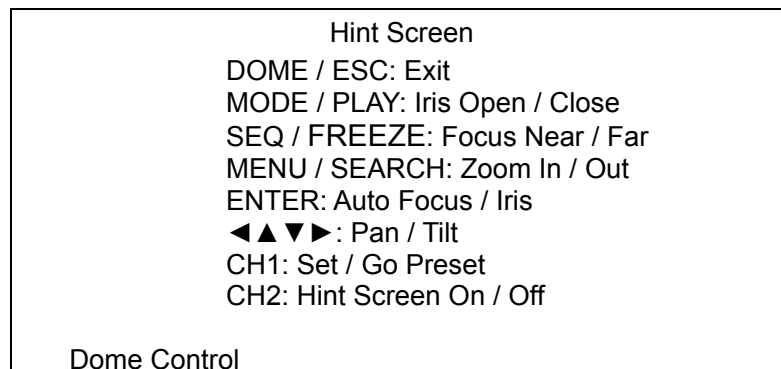 Hint Screen
DOME / ESC: Exit
MODE / PLAY: Iris Open / Close
SEQ / FREEZE: Focus Near / Far
MENU / SEARCH: Zoom In / Out
ENTER: Auto Focus / Iris
◄▲▼►: Pan / Tilt
CH1: Set / Go Preset
CH2: Hint Screen On / Off
Dome Control